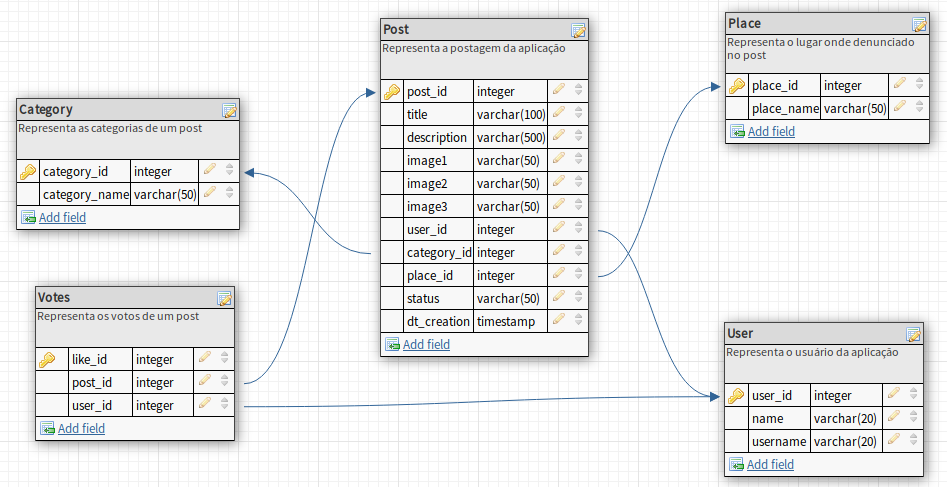 Category
Representa as categorias de um post
category_id integer
category_name varchar(50)
Add field
Votes
Representa os votos de um post
like_id integer
post_id integer
user_id integer
Add field
Post
Representa a postagem da aplicação
post_id integer
title varchar(100)
description varchar(500)
image1 varchar(50)
image2 varchar(50)
image3 varchar(50)
user_id integer
category_id integer
place_id integer
status varchar(50)
dt_creation timestamp
Add field
Place
Representa o lugar onde denunciado
no post
place_id integer
place_name varchar(50)
Add field
User
Representa o usuário da aplicação
user_id integer
name varchar(20)
username varchar(20)
Add field